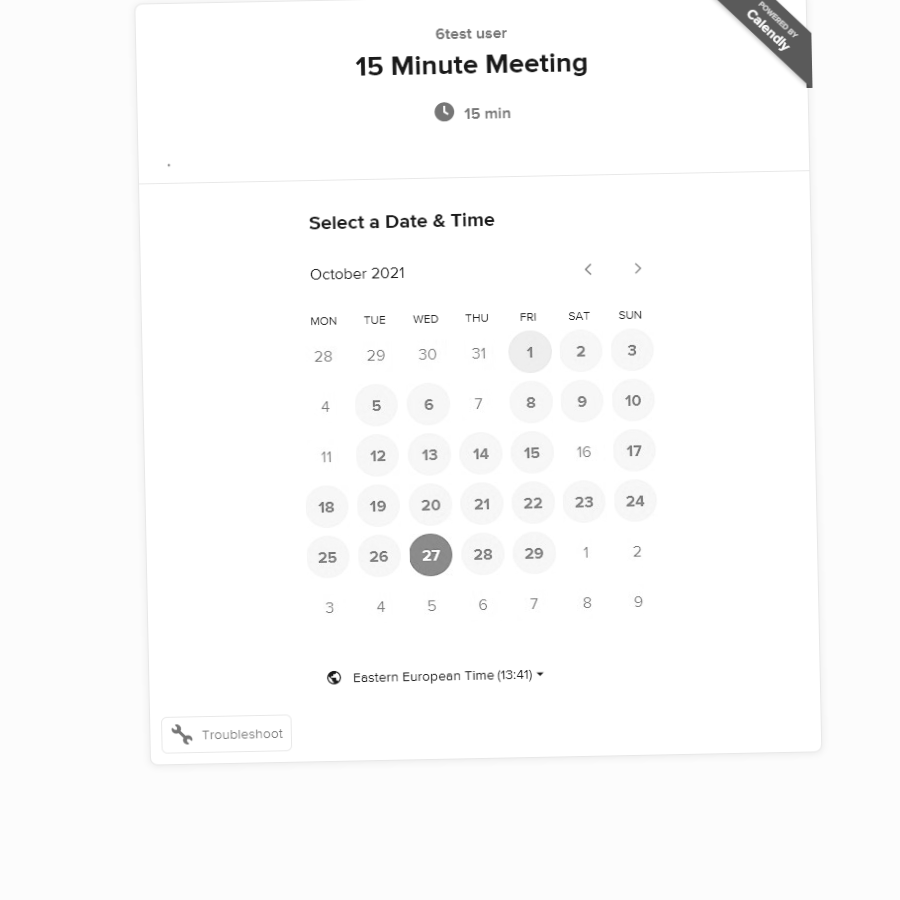 POWERED BY
Calendly
6test user
15 Minute Meeting
15 min
.
Select a Date & Time
October 2021
MON TUE WED THU FRI SAT SUN
28 29 30 31 1 2 3
4 5 6 7 8 9 10
11 12 13 14 15 16 17
18 19 20 21 22 23 24
25 26 27 28 29 1 2
3 4 5 6 7 8 9
Eastern European Time (13:41)
Troubleshoot